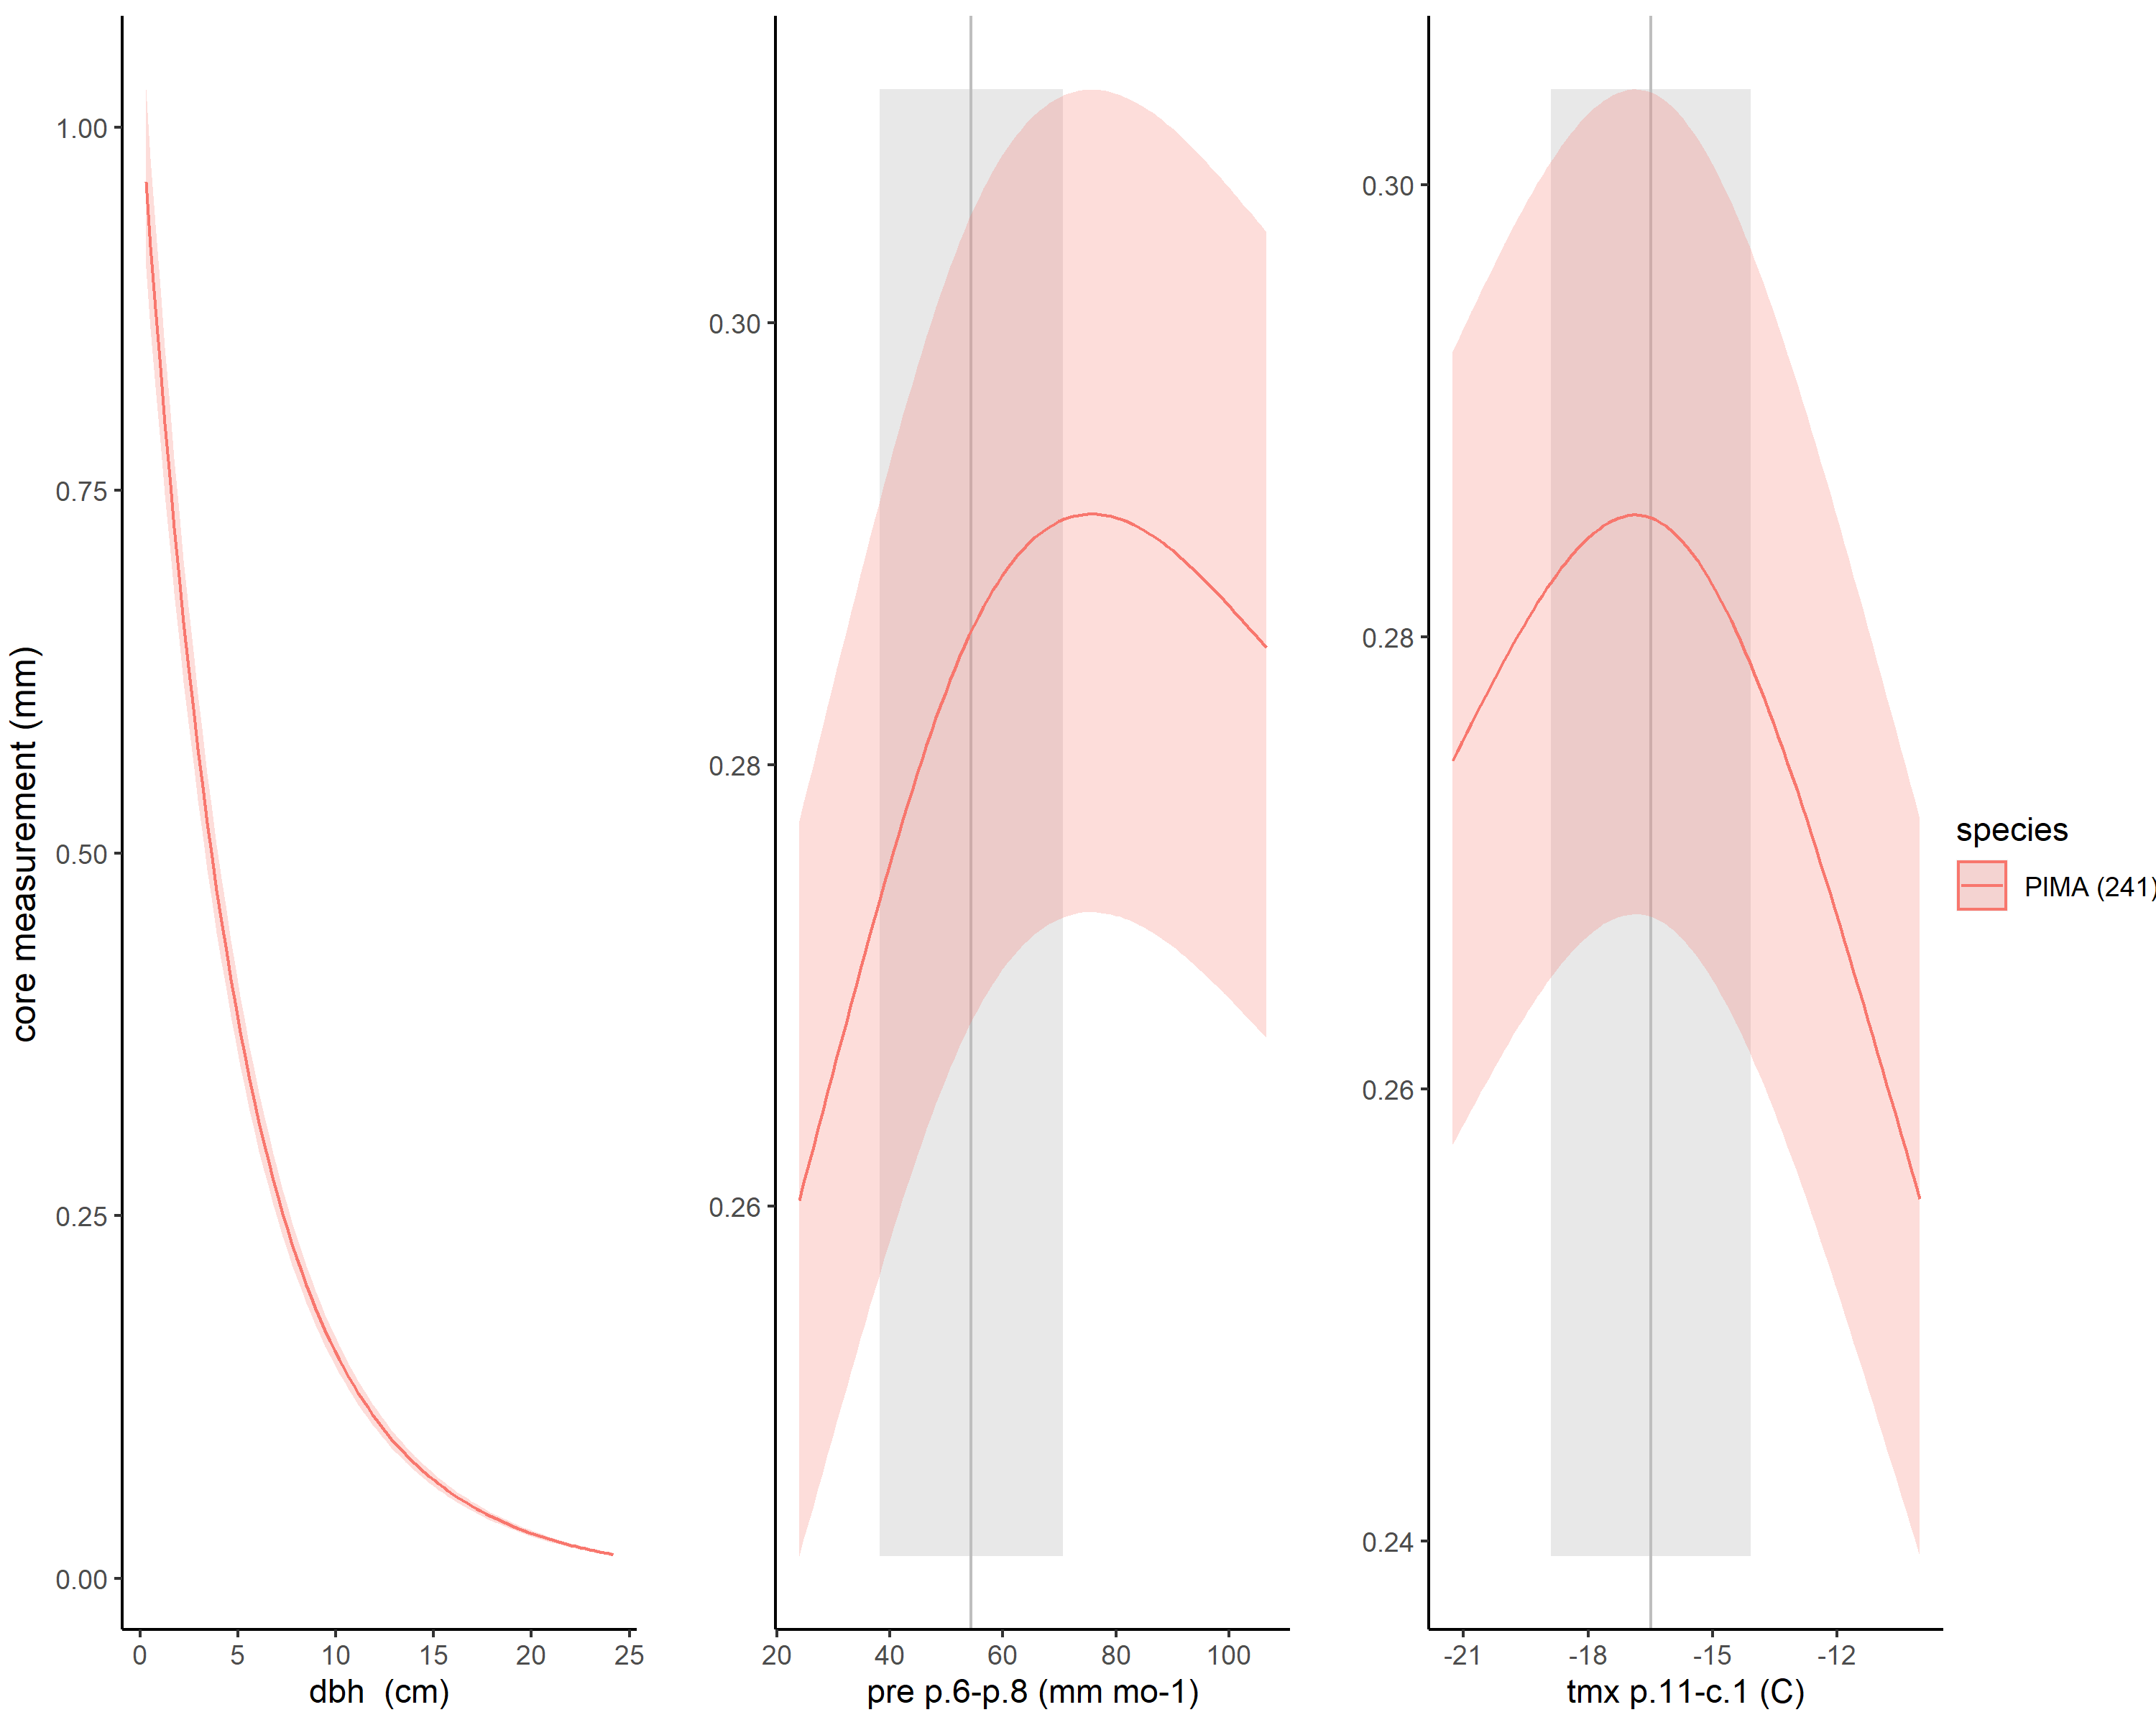 core measurement (mm)
1.00
0.75
0.50
0.25
0.00
0 5 10 15 20 25
dbh  (cm)
0.30
0.28
0.26
20 40 60 80 100
pre p.6-p.8 (mm mo-1)
0.30
0.28
0.26
0.24
-21 -18 -15 -12
tmx p.11-c.1 (C)
species
PIMA (241)